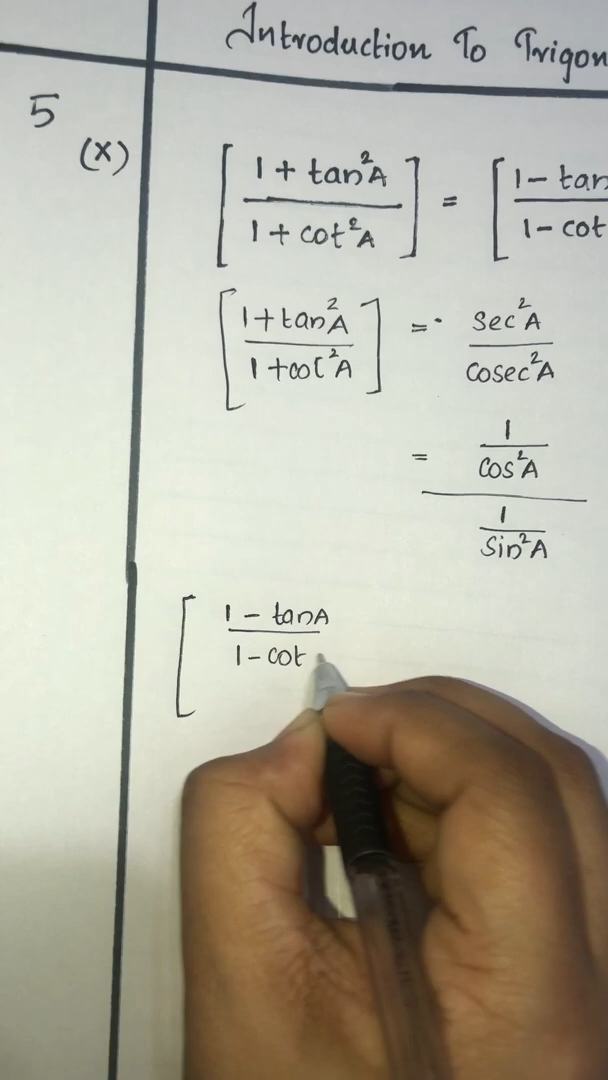 Introduction To Trigon
5
(x)
[ 1 + tan²A / 1 + cot²A ] = [ 1 - tan / 1 - cot
[ 1 + tan²A / 1 + cot²A ] = sec²A / cosec²A
= 1 / cos²A
1 / sin²A
[ 1 - tanA / 1 - cot